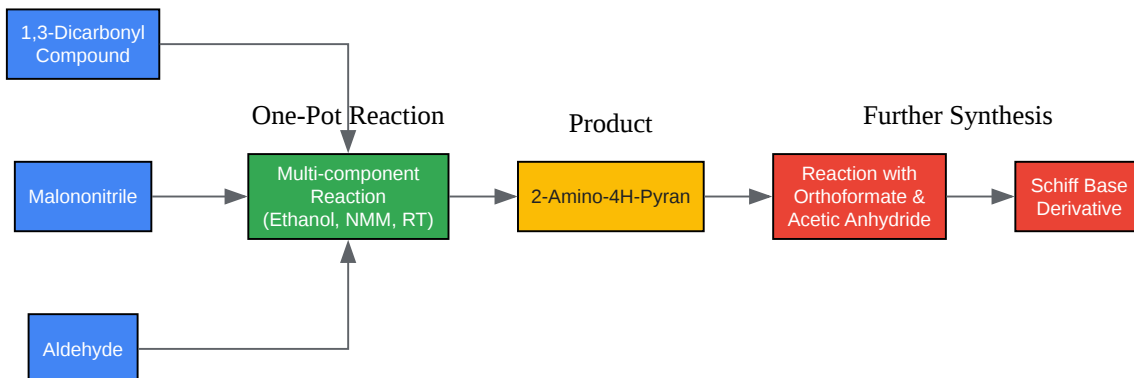 1,3-Dicarbonyl
Compound
One-Pot Reaction
Product
Further Synthesis
Malononitrile
Multi-component
Reaction
(Ethanol, NMM, RT)
2-Amino-4H-Pyran
Reaction with
Orthoformate &
Acetic Anhydride
Schiff Base
Derivative
Aldehyde